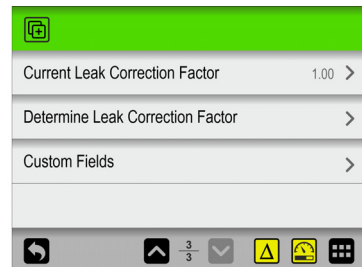 Current Leak Correction Factor 1.00
Determine Leak Correction Factor
Custom Fields
3
3
Δ